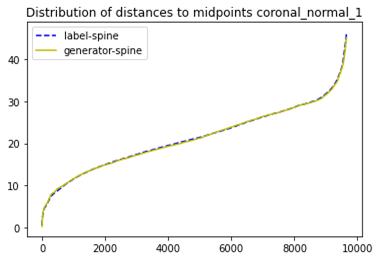 Distribution of distances to midpoints coronal_normal_1
label-spine
generator-spine
40
30
20
10
0
0 2000 4000 6000 8000 10000